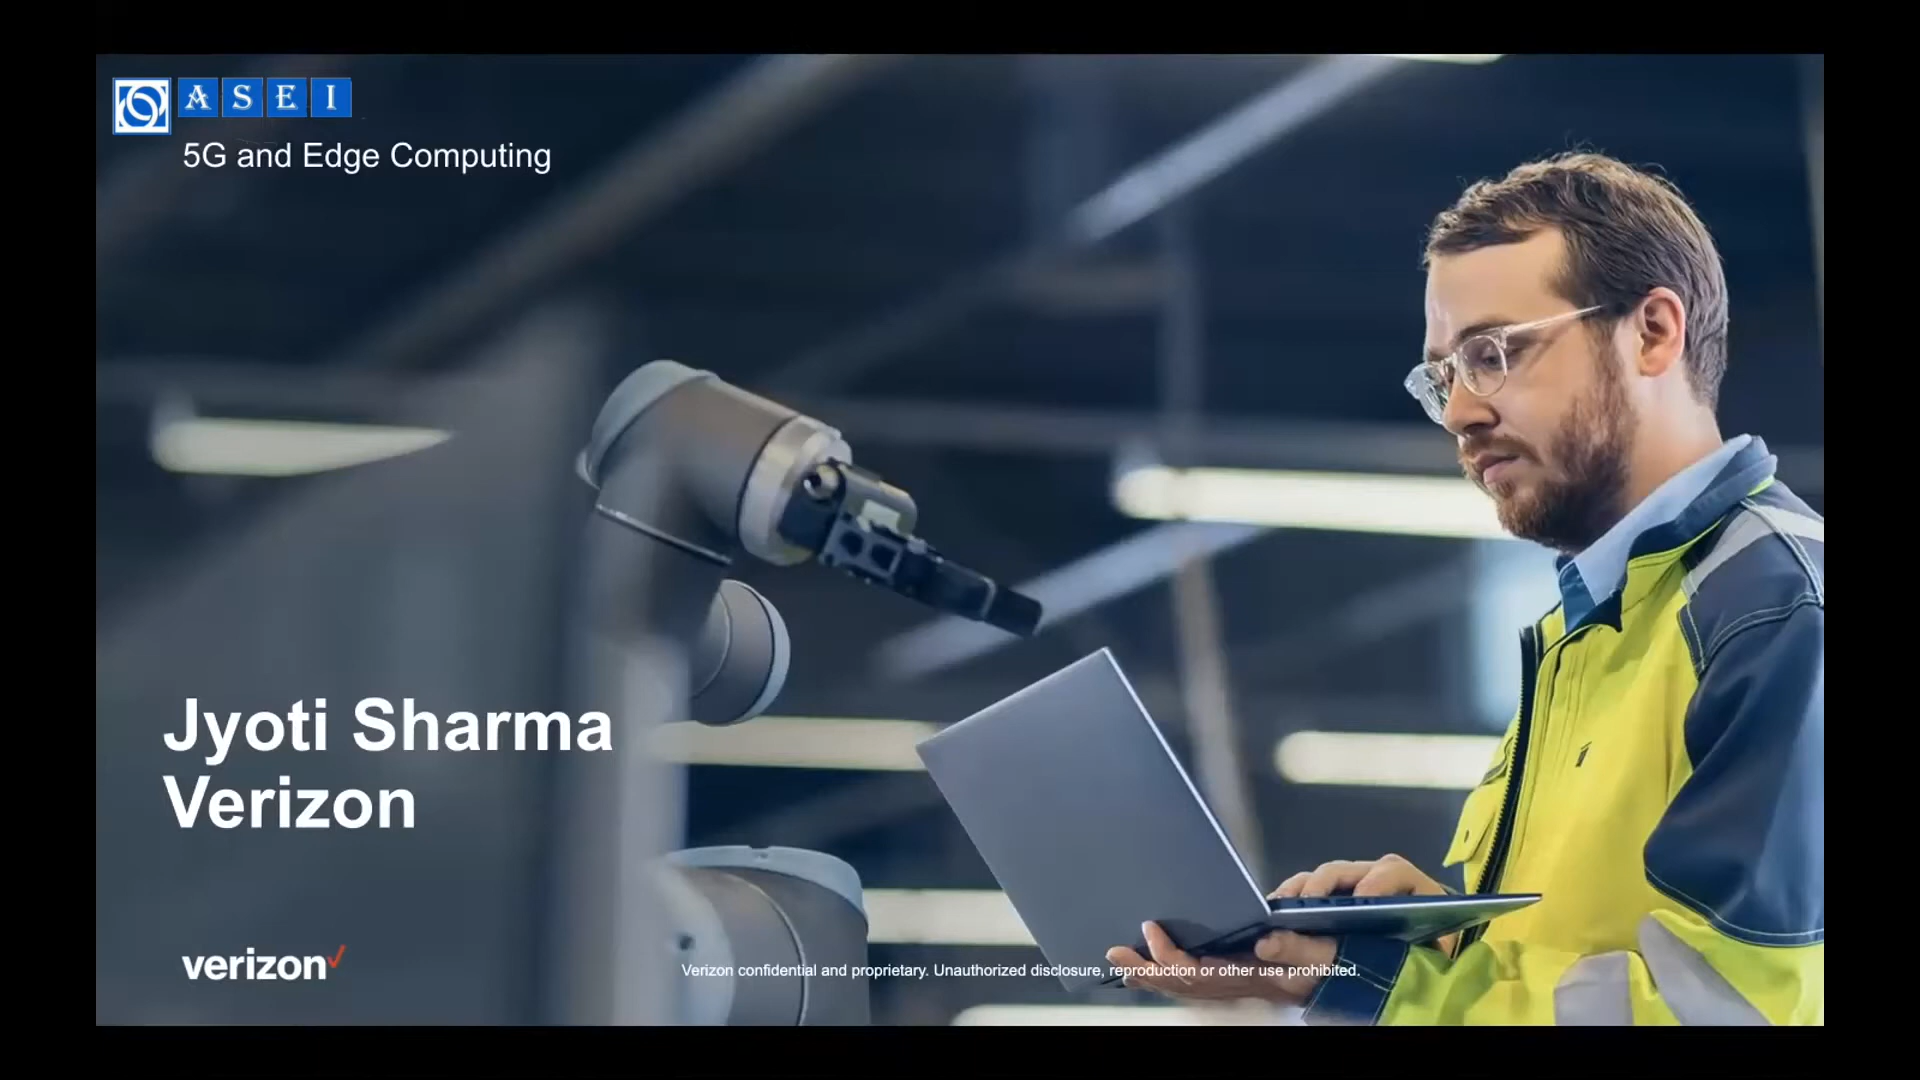 ASEI
5G and Edge Computing
Jyoti Sharma
Verizon
verizon
Verizon confidential and proprietary. Unauthorized disclosure, reproduction or other use prohibited.